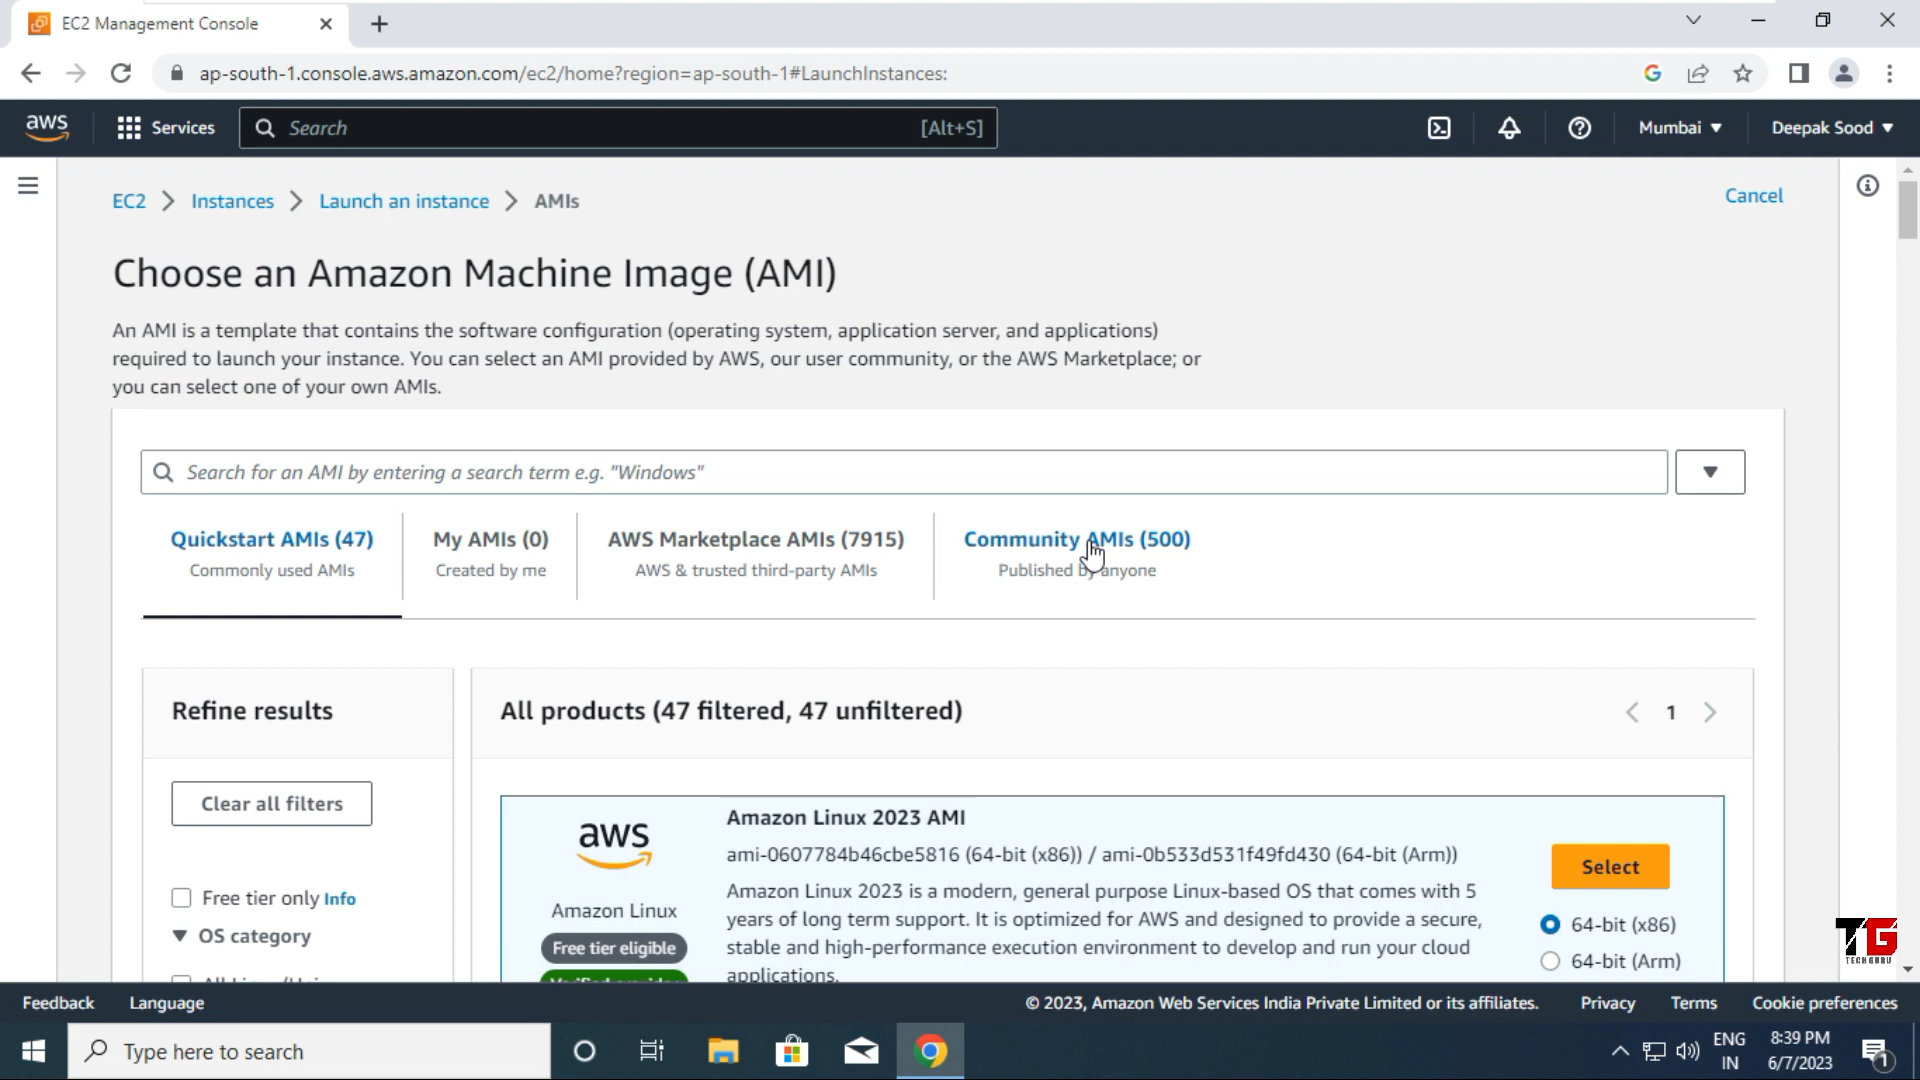 EC2 Management Console
ap-south-1.console.aws.amazon.com/ec2/home?region=ap-south-1#LaunchInstances:
aws
Services
Search
[Alt+S]
Mumbai
Deepak Sood
EC2
Instances
Launch an instance
AMIs
Cancel
Choose an Amazon Machine Image (AMI)
An AMI is a template that contains the software configuration (operating system, application server, and applications)
required to launch your instance. You can select an AMI provided by AWS, our user community, or the AWS Marketplace; or
you can select one of your own AMIs.
Search for an AMI by entering a search term e.g. "Windows"
Quickstart AMIs (47)
Commonly used AMIs
My AMIs (0)
Created by me
AWS Marketplace AMIs (7915)
AWS & trusted third-party AMIs
Community AMIs (500)
Published by anyone
Refine results
Clear all filters
Free tier only Info
OS category
All products (47 filtered, 47 unfiltered)
1
aws
Amazon Linux
Free tier eligible
Amazon Linux 2023 AMI
ami-0607784b46cbe5816 (64-bit (x86)) / ami-0b533d531f49fd430 (64-bit (Arm))
Amazon Linux 2023 is a modern, general purpose Linux-based OS that comes with 5
years of long term support. It is optimized for AWS and designed to provide a secure,
stable and high-performance execution environment to develop and run your cloud
applications.
Select
64-bit (x86)
64-bit (Arm)
TG
TECH GURU
Feedback
Language
© 2023, Amazon Web Services India Private Limited or its affiliates.
Privacy
Terms
Cookie preferences
Type here to search
ENG
IN
8:39 PM
6/7/2023
1